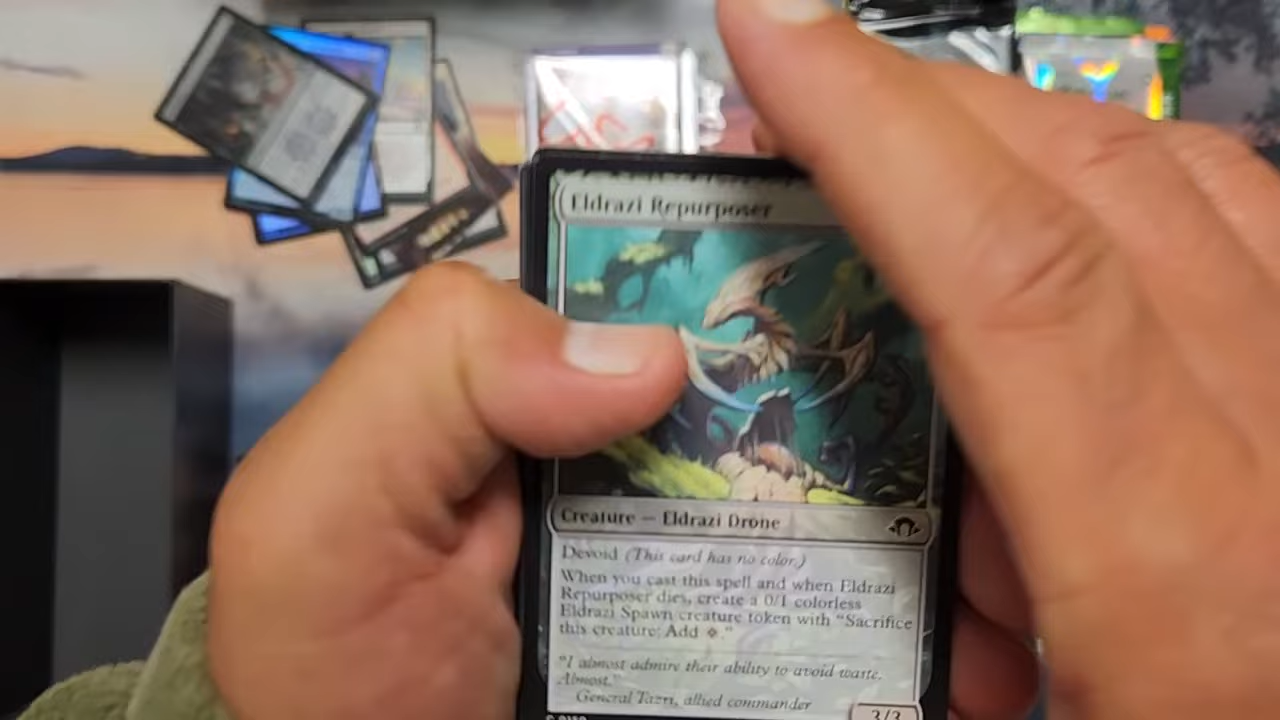 Eldrazi Repurposer
Creature — Eldrazi Drone
Devoid (This card has no color.)
When you cast this spell and when Eldrazi
Repurposer dies, create a 0/1 colorless
Eldrazi Spawn creature token with "Sacrifice
this creature: Add ◇."
"I almost admire their ability to avoid waste.
Almost."
General Tazri, allied commander
3/3